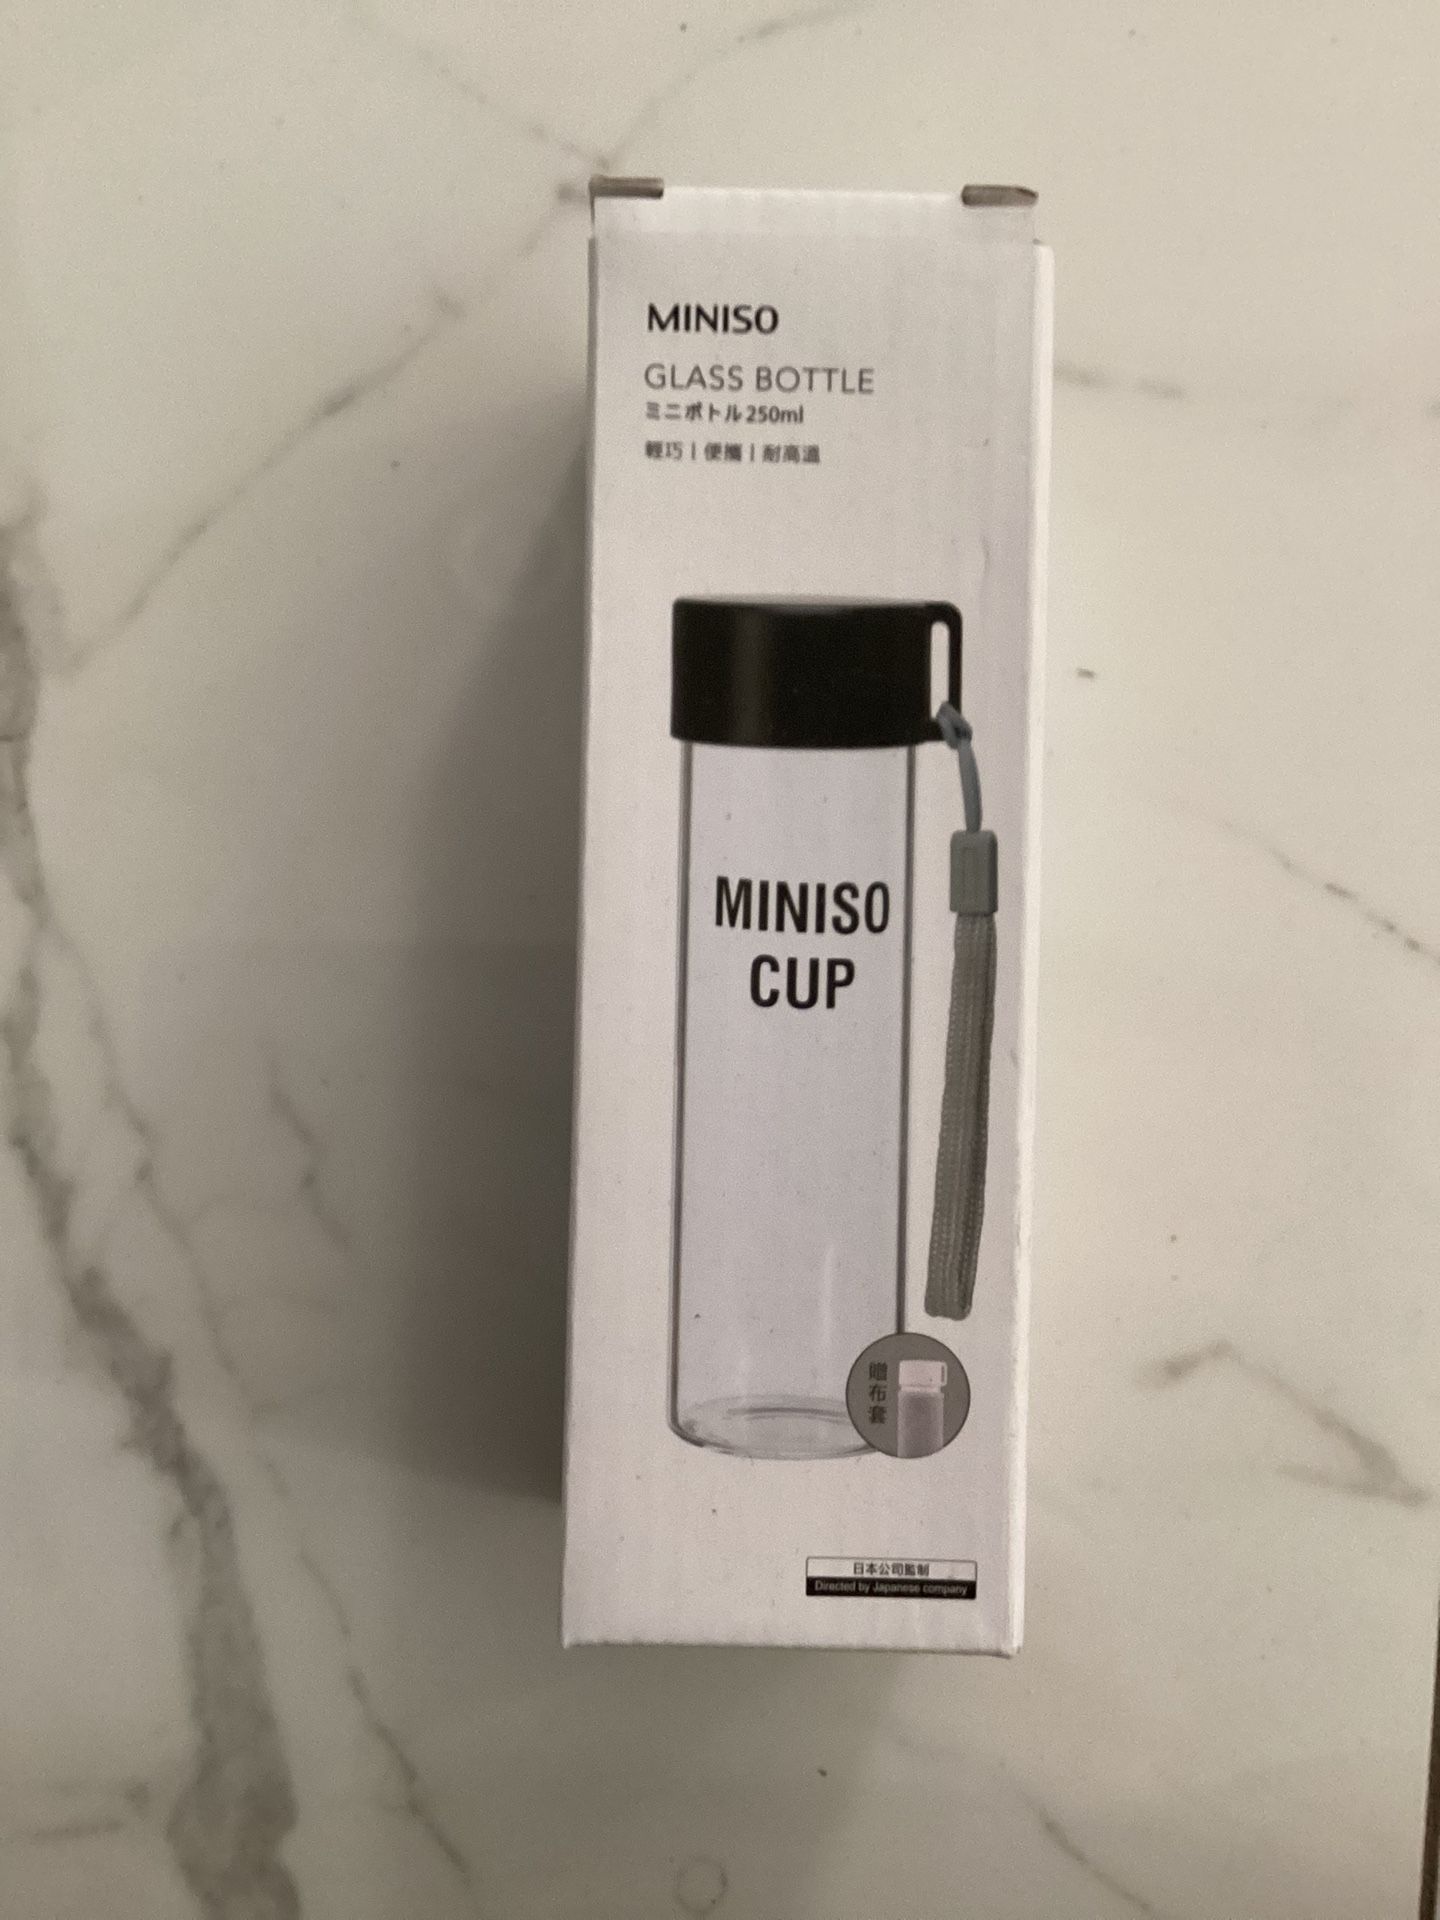 MINISO
GLASS BOTTLE
ミニボトル250ml
輕巧 | 便攜 | 耐高溫
MINISO
CUP
贈布套
日本公司監制
Directed by Japanese company